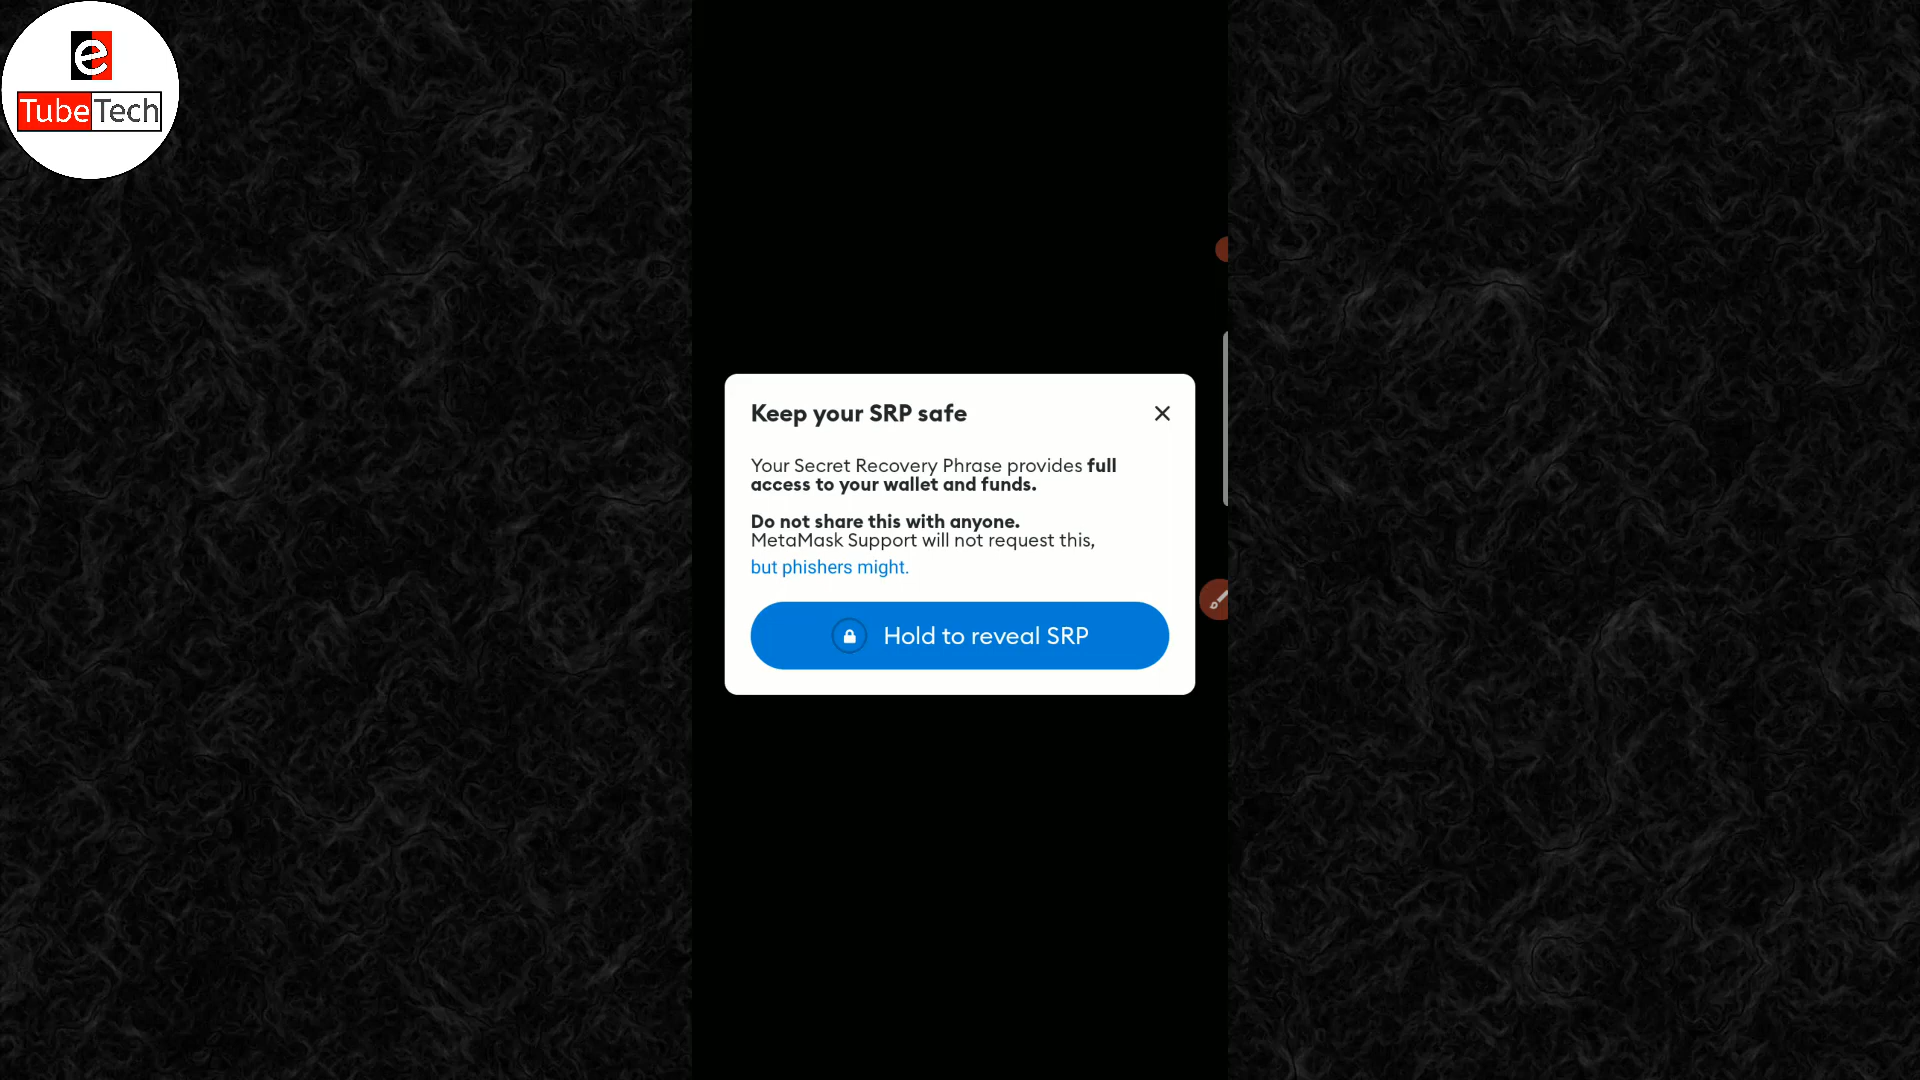 e
TubeTech
Keep your SRP safe
Your Secret Recovery Phrase provides full
access to your wallet and funds.
Do not share this with anyone.
MetaMask Support will not request this,
but phishers might.
Hold to reveal SRP